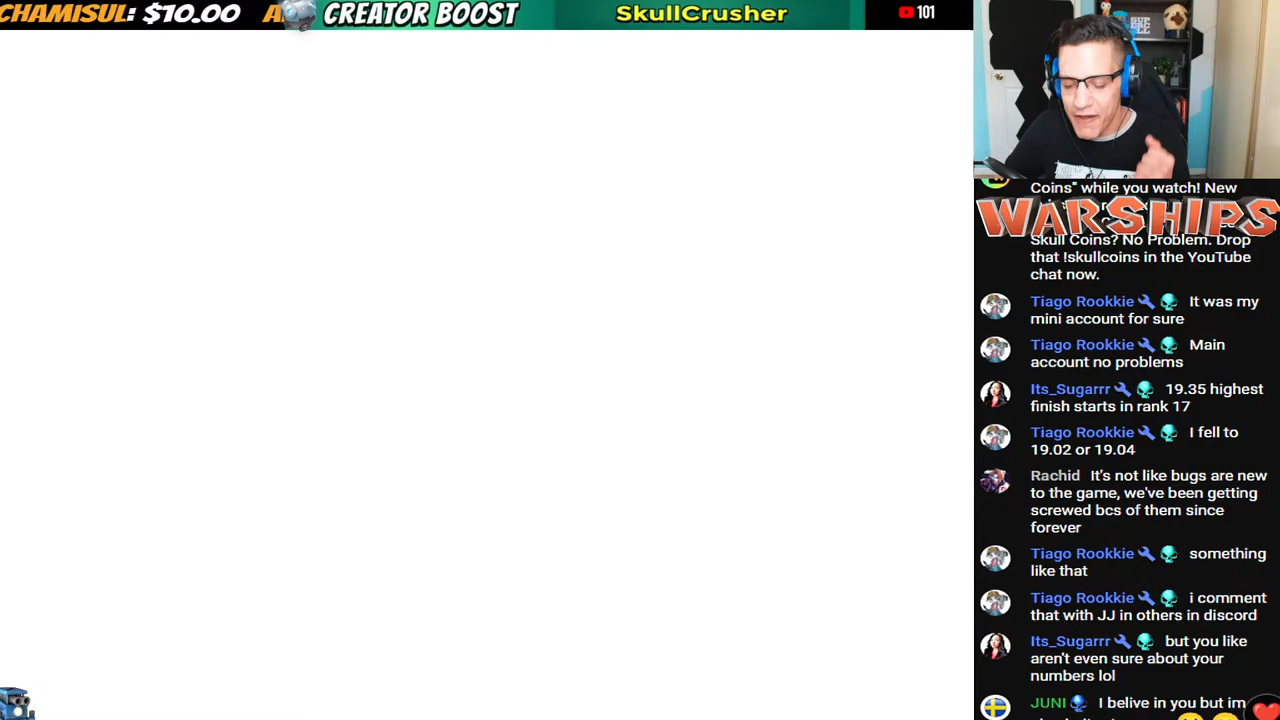 CHAMISUL: $10.00
CREATOR BOOST
SkullCrusher
101
SUPERCELL
Coins" while you watch! New
WARSHIPS
Skull Coins? No Problem. Drop
that !skullcoins in the YouTube
chat now.
Tiago Rookkie It was my
mini account for sure
Tiago Rookkie Main
account no problems
Its_Sugarrr 19.35 highest
finish starts in rank 17
Tiago Rookkie I fell to
19.02 or 19.04
Rachid It's not like bugs are new
to the game, we've been getting
screwed bcs of them since
forever
Tiago Rookkie something
like that
Tiago Rookkie i comment
that with JJ in others in discord
Its_Sugarrr but you like
aren't even sure about your
numbers lol
JUNI I belive in you but im